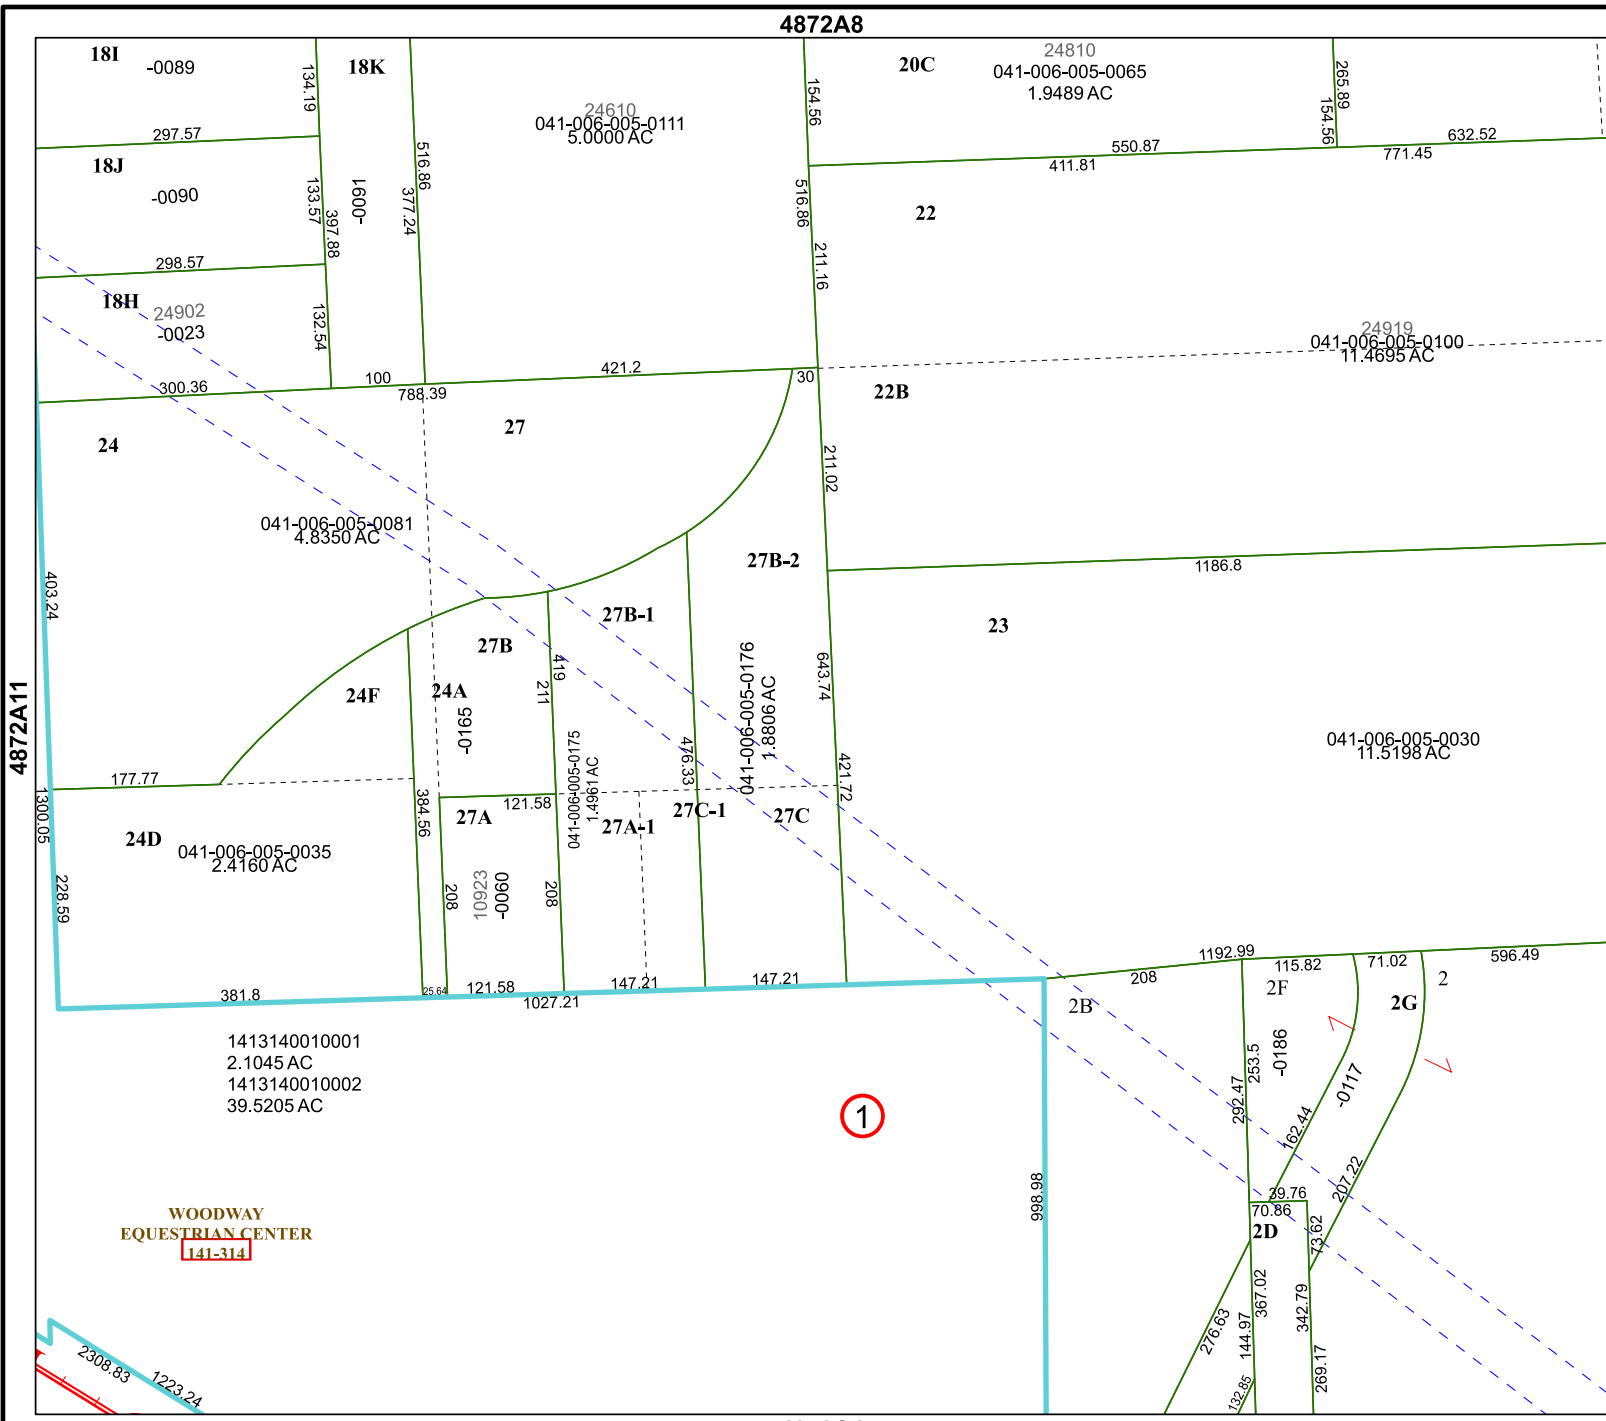 4872A8
18I
-0089
134.19
18K
297.57
24610
041-006-005-0111
5.0000 AC
154.56
20C
24810
041-006-005-0065
1.9489 AC
265.89
154.56
550.87
411.81
632.52
771.45
18J
-0090
133.57
397.88
-0091
516.86
377.24
516.86
211.16
22
298.57
18H
24902
-0023
132.54
300.36
100
788.39
421.2
30
24919
041-006-005-0100
11.4695 AC
22B
24
27
211.02
041-006-005-0081
4.8350 AC
403.24
27B-2
1186.8
27B-1
27B
23
24F
24A
-0165
419
211
041-006-005-0175
1.4961 AC
476.33
041-006-005-0176
1.8806 AC
643.74
421.72
041-006-005-0030
11.5198 AC
4872A11
177.77
1300.05
228.59
24D
041-006-005-0035
2.4160 AC
384.56
27A
121.58
27A-1
27C-1
27C
208
10923
-0060
208
381.8
25.64
121.58
1027.21
147.21
147.21
1192.99
208
115.82
71.02
596.49
2B
2F
2G
2
1413140010001
2.1045 AC
1413140010002
39.5205 AC
1
253.5
292.47
-0186
-0117
162.44
207.22
998.98
39.76
70.86
2D
73.62
WOODWAY
EQUESTRIAN CENTER
141-314
367.02
342.79
276.63
144.97
269.17
132.85
2308.83
1223.24